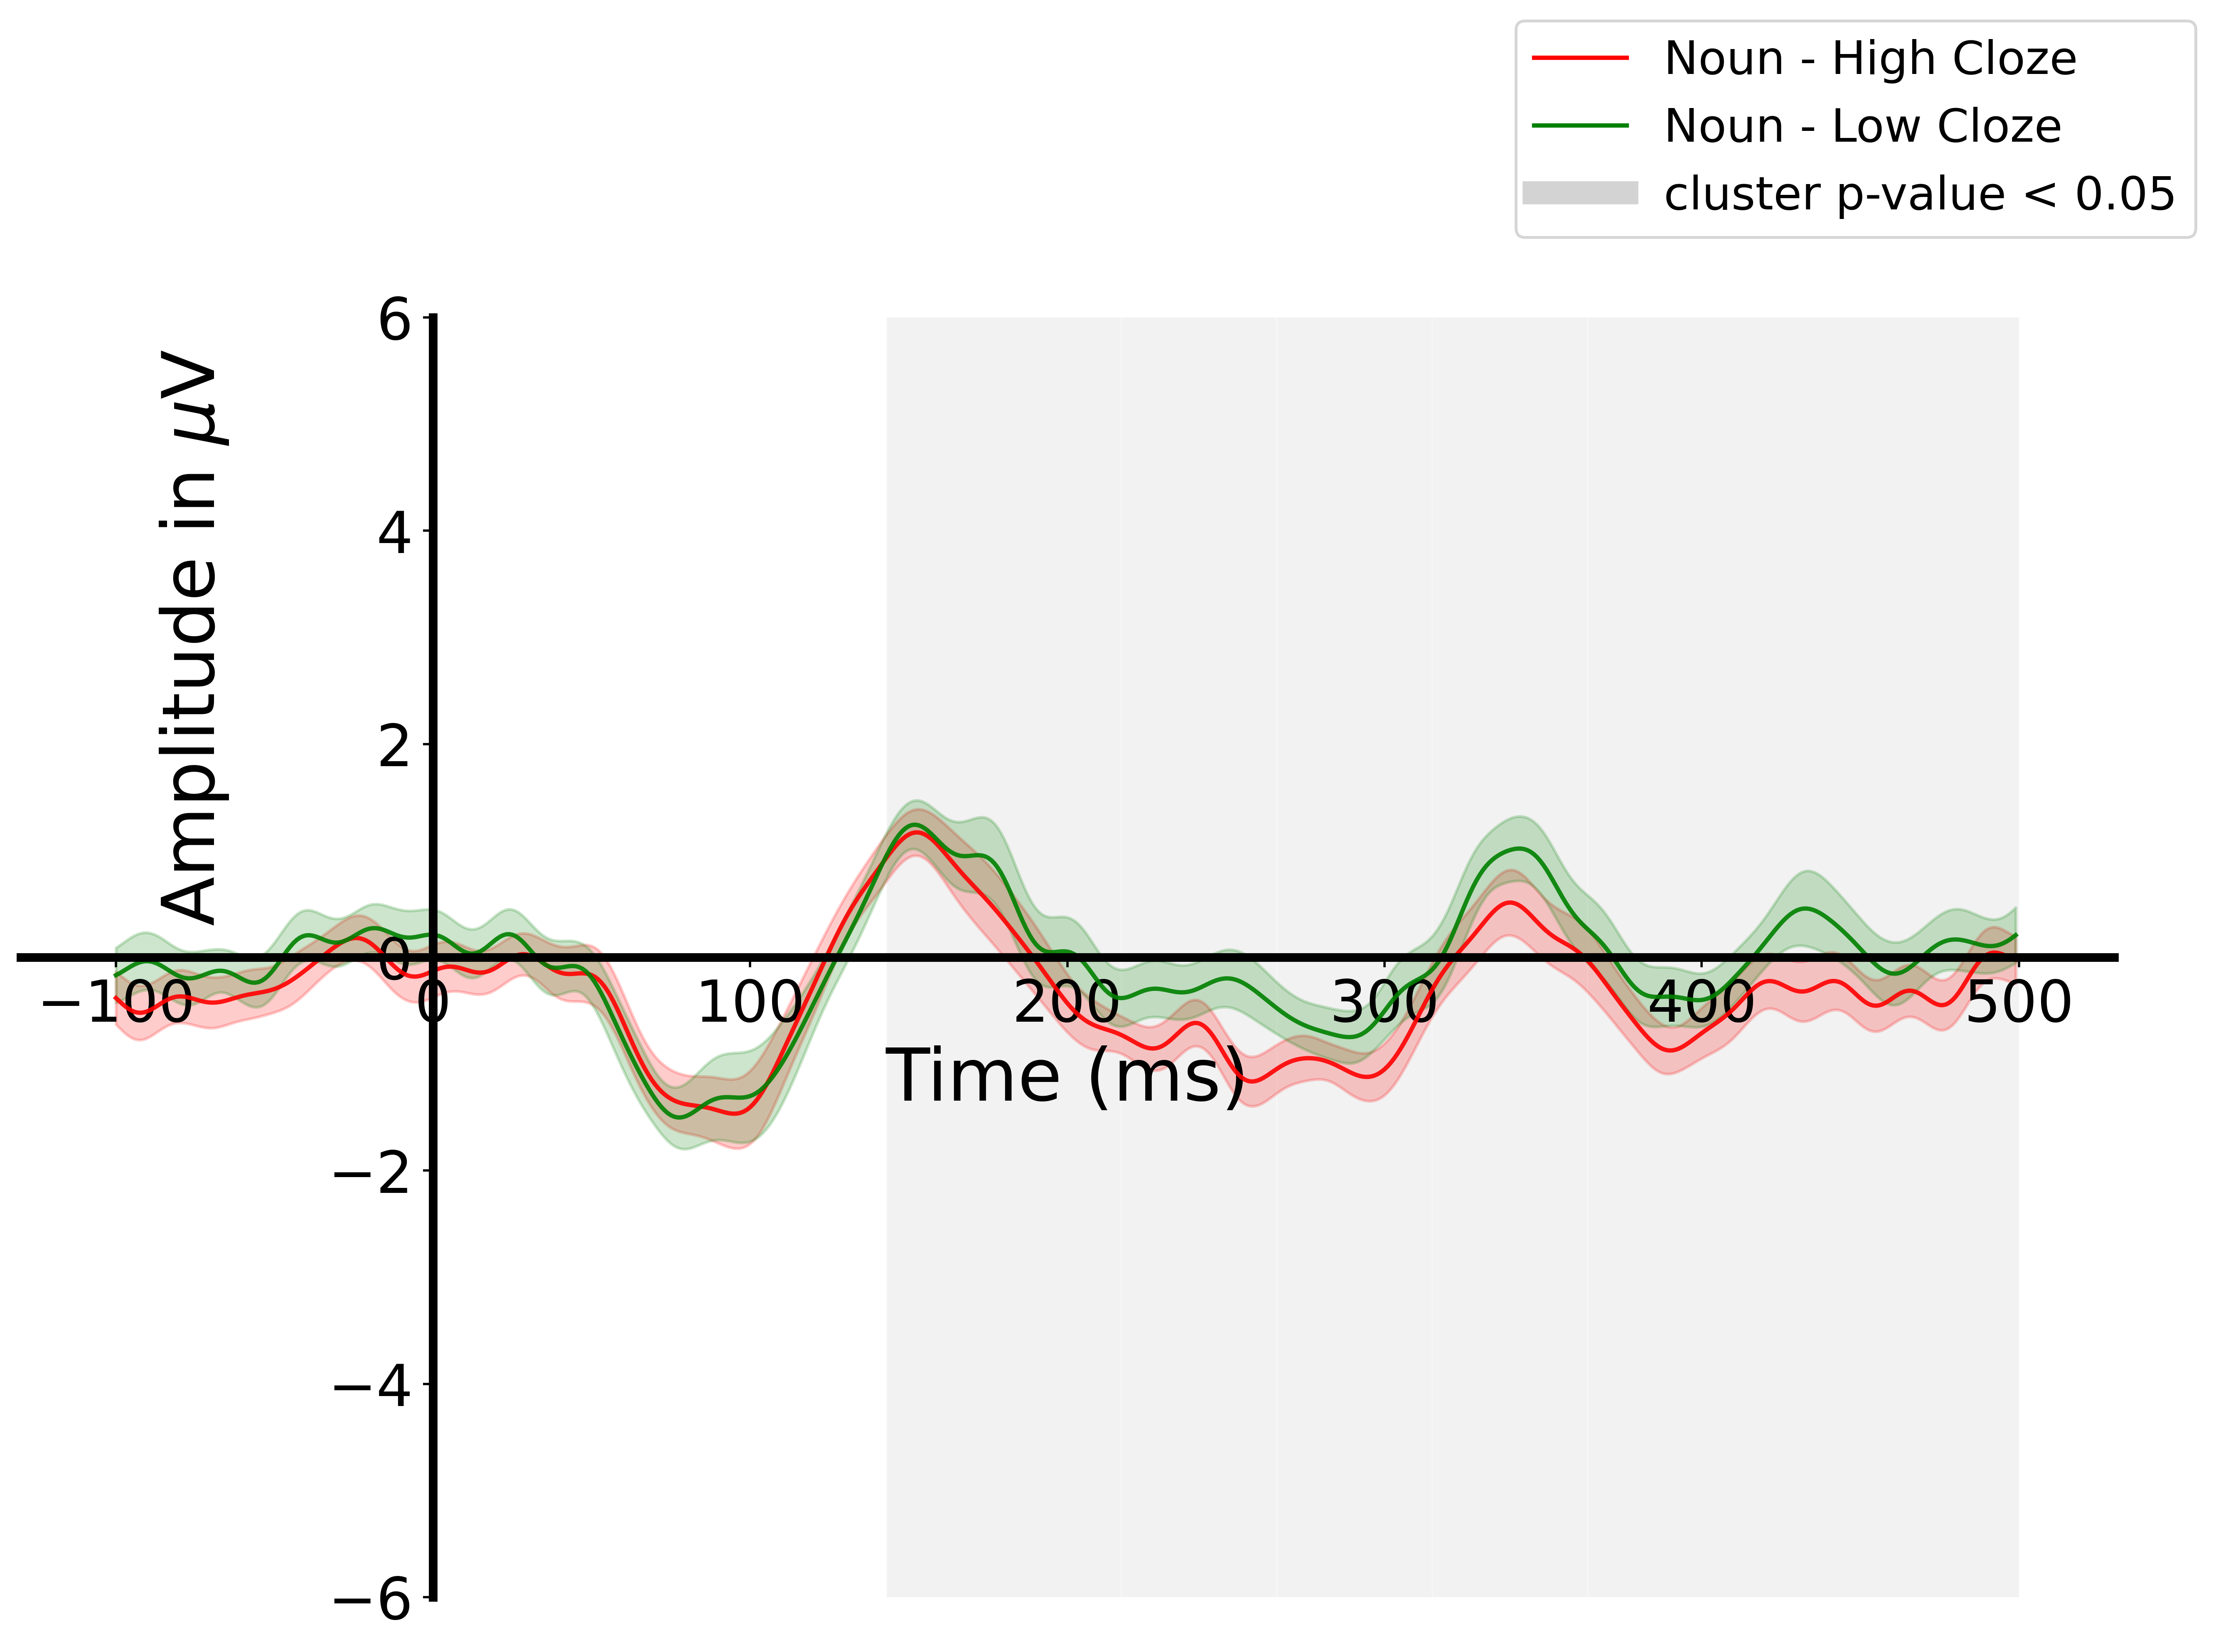 Noun - High Cloze
Noun - Low Cloze
cluster p-value < 0.05
Amplitude in μV
6
4
2
0
−2
−4
−6
−100
0
100
200
300
400
500
Time (ms)